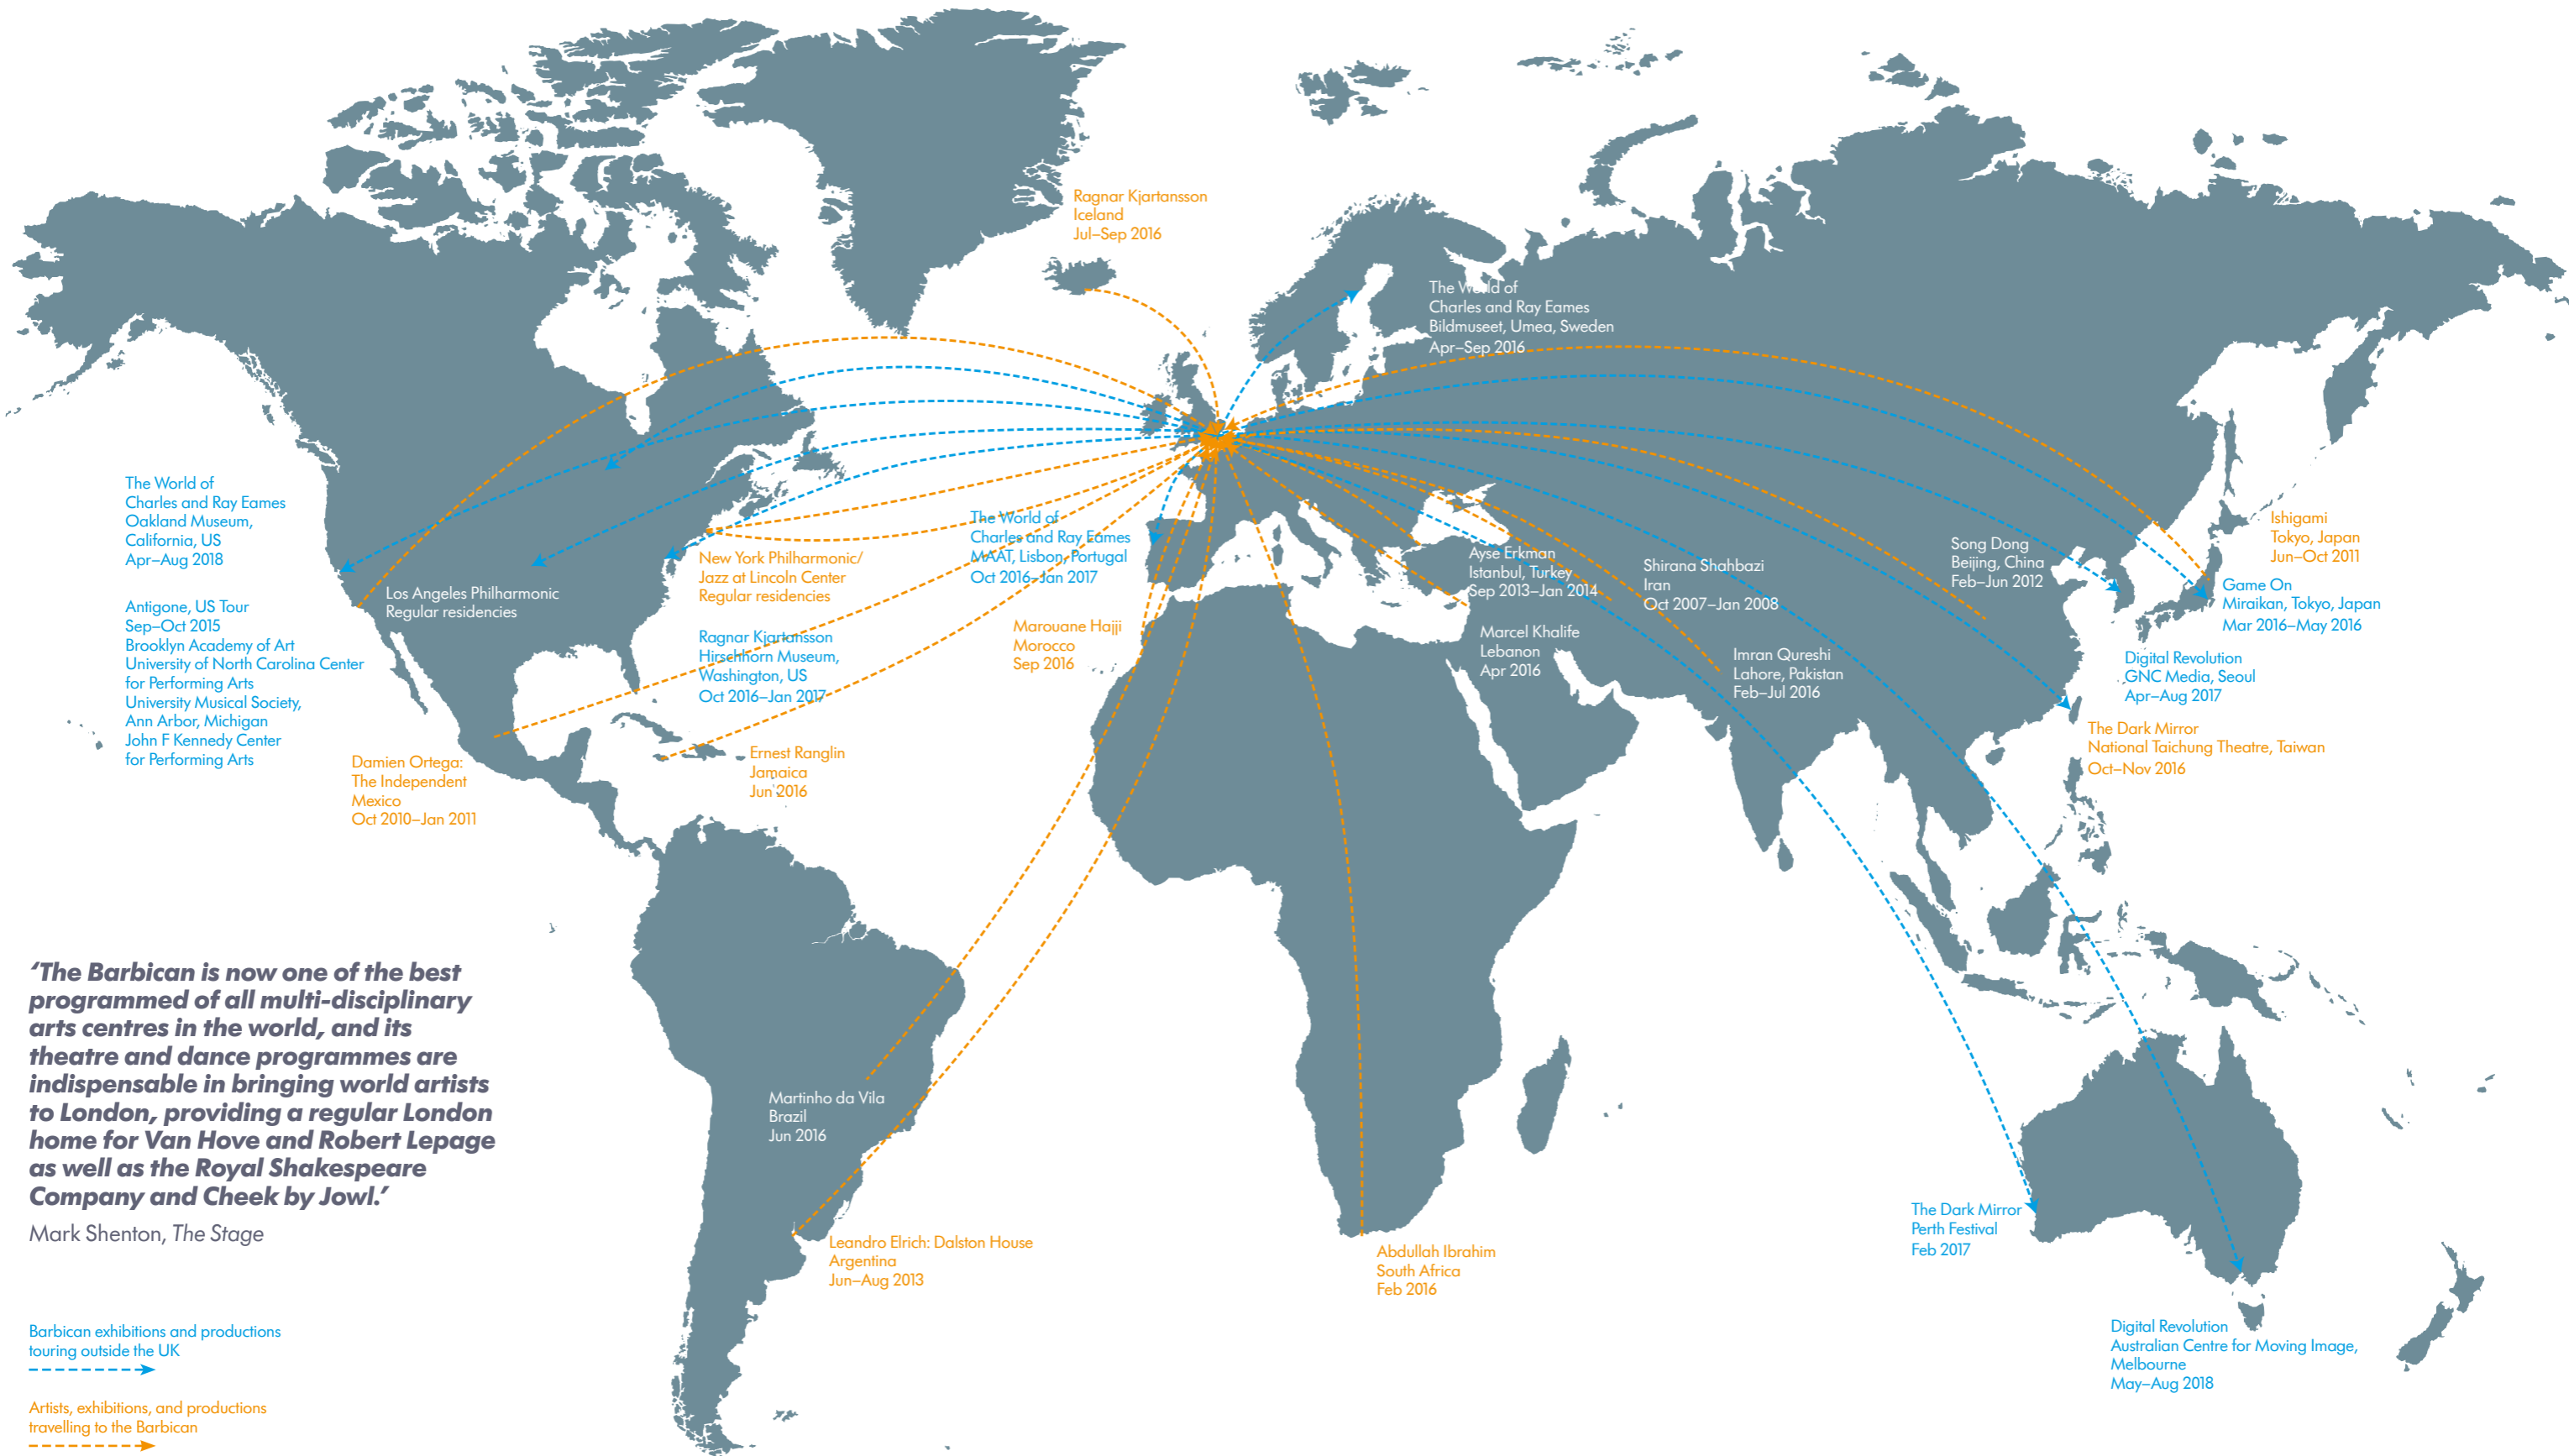 Ragnar Kjartansson
Iceland
Jul–Sep 2016
The World of
Charles and Ray Eames
Bildmuseet, Umea, Sweden
Apr–Sep 2016
The World of
Charles and Ray Eames
Oakland Museum,
California, US
Apr–Aug 2018
Antigone, US Tour
Sep–Oct 2015
Brooklyn Academy of Art
University of North Carolina Center
for Performing Arts
University Musical Society,
Ann Arbor, Michigan
John F Kennedy Center
for Performing Arts
Los Angeles Philharmonic
Regular residencies
New York Philharmonic/
Jazz at Lincoln Center
Regular residencies
Ragnar Kjartansson
Hirschhorn Museum,
Washington, US
Oct 2016–Jan 2017
The World of
Charles and Ray Eames
MAAT, Lisbon, Portugal
Oct 2016–Jan 2017
Marouane Hajji
Morocco
Sep 2016
Ayse Erkman
Istanbul, Turkey
Sep 2013–Jan 2014
Marcel Khalife
Lebanon
Apr 2016
Shirana Shahbazi
Iran
Oct 2007–Jan 2008
Imran Qureshi
Lahore, Pakistan
Feb–Jul 2016
Song Dong
Beijing, China
Feb–Jun 2012
Ishigami
Tokyo, Japan
Jun–Oct 2011
Game On
Miraikan, Tokyo, Japan
Mar 2016–May 2016
Digital Revolution
GNC Media, Seoul
Apr–Aug 2017
The Dark Mirror
National Taichung Theatre, Taiwan
Oct–Nov 2016
Damien Ortega:
The Independent
Mexico
Oct 2010–Jan 2011
Ernest Ranglin
Jamaica
Jun 2016
Martinho da Vila
Brazil
Jun 2016
Leandro Elrich: Dalston House
Argentina
Jun–Aug 2013
Abdullah Ibrahim
South Africa
Feb 2016
The Dark Mirror
Perth Festival
Feb 2017
Digital Revolution
Australian Centre for Moving Image,
Melbourne
May–Aug 2018
‘The Barbican is now one of the best
programmed of all multi-disciplinary
arts centres in the world, and its
theatre and dance programmes are
indispensable in bringing world artists
to London, providing a regular London
home for Van Hove and Robert Lepage
as well as the Royal Shakespeare
Company and Cheek by Jowl.’
Mark Shenton, The Stage
Barbican exhibitions and productions
touring outside the UK
Artists, exhibitions, and productions
travelling to the Barbican